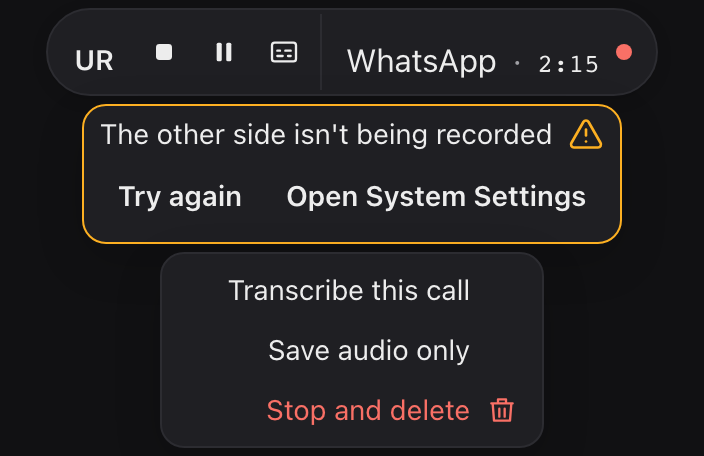 UR WhatsApp · 2:15
The other side isn't being recorded
Try again Open System Settings
Transcribe this call
Save audio only
Stop and delete